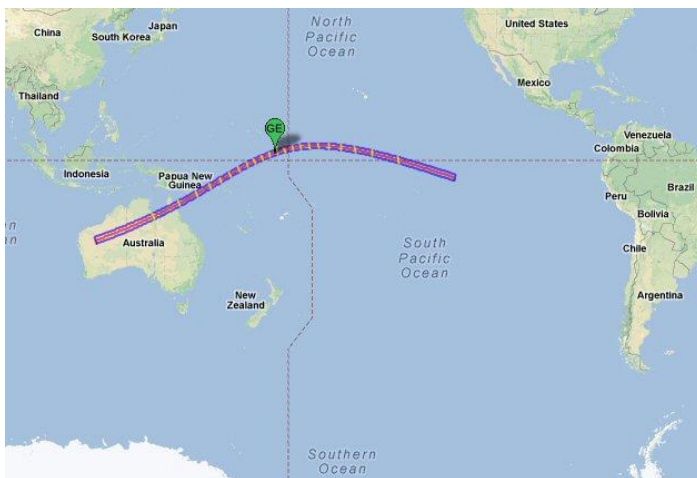 North
Pacific
Ocean
United States
Japan
China
South Korea
Mexico
Thailand
GE
Venezuela
Colombia
Indonesia
Papua New
Guinea
Brazil
Peru
Bolivia
Australia
South
Pacific
Ocean
Chile
New
Zealand
Argentina
Southern
Ocean